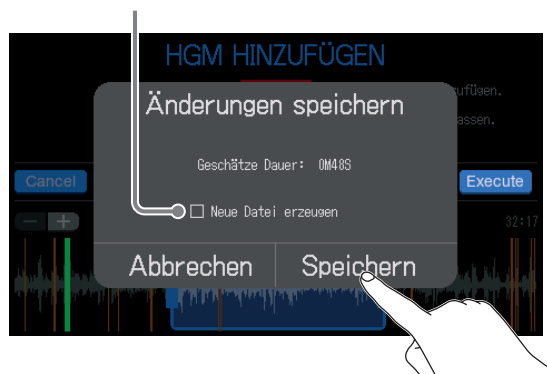 HGM HINZUFÜGEN
ufügen.
Änderungen speichern
assen.
Geschätze Dauer: 0M48S
Cancel
Execute
Neue Datei erzeugen
- +
32:17
Abbrechen
Speichern